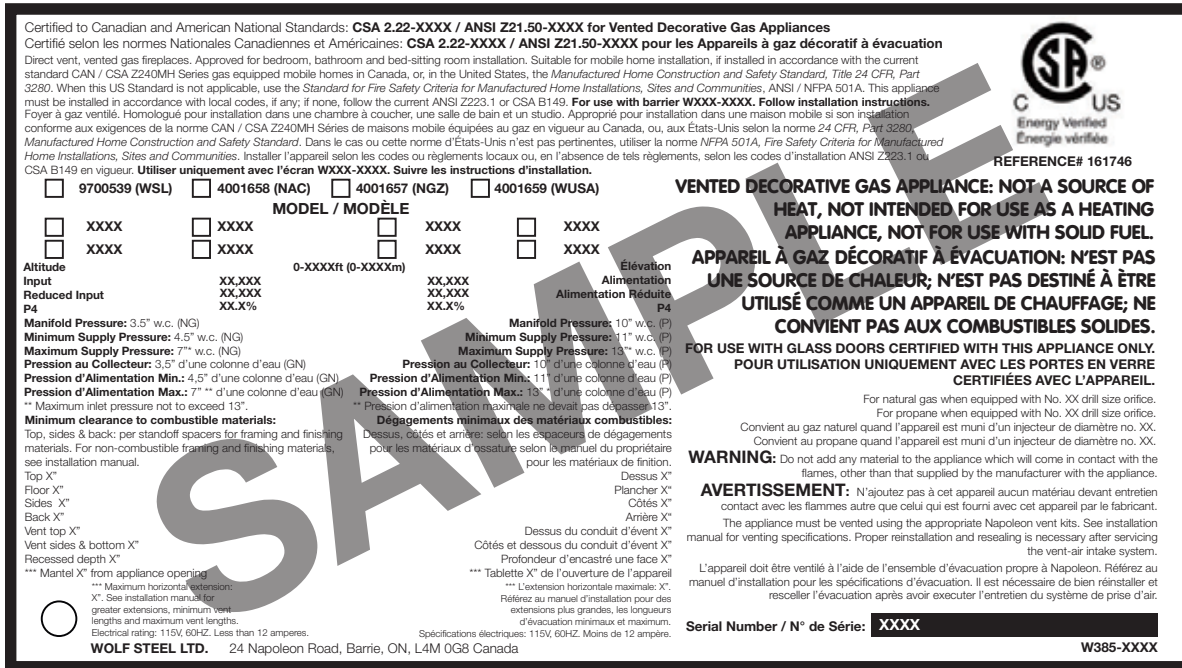 Certified to Canadian and American National Standards: CSA 2.22-XXXX / ANSI Z21.50-XXXX for Vented Decorative Gas Appliances
Certifié selon les normes Nationales Canadiennes et Américaines: CSA 2.22-XXXX / ANSI Z21.50-XXXX pour les Appareils à gaz décoratif à évacuation
Direct vent, vented gas fireplaces. Approved for bedroom, bathroom and bed-sitting room installation. Suitable for mobile home installation, if installed in accordance with the current
standard CAN / CSA Z240MH Series gas equipped mobile homes in Canada, or, in the United States, the Manufactured Home Construction and Safety Standard, Title 24 CFR, Part
3280. When this US Standard is not applicable, use the Standard for Fire Safety Criteria for Manufactured Home Installations, Sites and Communities, ANSI / NFPA 501A. This appliance
must be installed in accordance with local codes, if any; if none, follow the current ANSI Z223.1 or CSA B149. For use with barrier WXXX-XXXX. Follow installation instructions.
Foyer à gaz ventilé. Homologué pour installation dans une chambre à coucher, une salle de bain et un studio. Approprié pour installation dans une maison mobile si son installation
conforme aux exigences de la norme CAN / CSA Z240MH Séries de maisons mobile équipées au gaz en vigueur au Canada, ou, aux États-Unis selon la norme 24 CFR, Part 3280,
Manufactured Home Construction and Safety Standard. Dans le cas ou cette norme d'États-Unis n'est pas pertinentes, utiliser la norme NFPA 501A, Fire Safety Criteria for Manufactured
Home Installations, Sites and Communities. Installer l'appareil selon les codes ou règlements locaux ou, en l'absence de tels règlements, selon les codes d'installation ANSI Z223.1 ou
CSA B149 en vigueur. Utiliser uniquement avec l'écran WXXX-XXXX. Suivre les instructions d'installation.
CSA ®
C US
Energy Verified
Énergie vérifiée
REFERENCE# 161746
9700539 (WSL) 4001658 (NAC) 4001657 (NGZ) 4001659 (WUSA)
MODEL / MODÈLE
XXXX XXXX XXXX XXXX
XXXX XXXX XXXX XXXX
Altitude 0-XXXXft (0-XXXXm) Élévation
Input XX,XXX XX,XXX Alimentation
Reduced Input XX,XXX XX,XXX Alimentation Réduite
P4 XX.X% XX.X% P4
Manifold Pressure: 3.5" w.c. (NG) Manifold Pressure: 10" w.c. (P)
Minimum Supply Pressure: 4.5" w.c. (NG) Minimum Supply Pressure: 11" w.c. (P)
Maximum Supply Pressure: 7"* w.c. (NG) Maximum Supply Pressure: 13"* w.c. (P)
Pression au Collecteur: 3,5" d'une colonne d'eau (GN) Pression au Collecteur: 10" d'une colonne d'eau (P)
Pression d'Alimentation Min.: 4,5" d'une colonne d'eau (GN) Pression d'Alimentation Min.: 11" d'une colonne d'eau (P)
Pression d'Alimentation Max.: 7" ** d'une colonne d'eau (GN) Pression d'Alimentation Max.: 13" * d'une colonne d'eau (P)
** Maximum inlet pressure not to exceed 13". ** Pression d'alimentation maximale ne devait pas dépasser 13".
Minimum clearance to combustible materials: Dégagements minimaux des matériaux combustibles:
Top, sides & back: per standoff spacers for framing and finishing Dessus, côtés et arrière: selon les espaceurs de dégagements
materials. For non-combustible framing and finishing materials, pour les matériaux d'ossature selon le manuel du propriétaire
see installation manual. pour les matériaux de finition.
Top X" Dessus X"
Floor X" Plancher X"
Sides X" Côtés X"
Back X" Arrière X"
Vent top X" Dessus du conduit d'évent X"
Vent sides & bottom X" Côtés et dessous du conduit d'évent X"
Recessed depth X" Profondeur d'encastré une face X"
*** Mantel X" from appliance opening *** Tablette X" de l'ouverture de l'appareil
*** Maximum horizontal extension: *** L'extension horizontale maximale: X".
X". See installation manual for Référez au manuel d'installation pour des
greater extensions, minimum vent extensions plus grandes, les longueurs
lengths and maximum vent lengths. d'évacuation minimaux et maximum.
Electrical rating: 115V, 60HZ. Less than 12 amperes. Spécifications électriques: 115V, 60HZ. Moins de 12 ampère.
WOLF STEEL LTD. 24 Napoleon Road, Barrie, ON, L4M 0G8 Canada
VENTED DECORATIVE GAS APPLIANCE: NOT A SOURCE OF
HEAT, NOT INTENDED FOR USE AS A HEATING
APPLIANCE, NOT FOR USE WITH SOLID FUEL.
APPAREIL À GAZ DÉCORATIF À ÉVACUATION: N'EST PAS
UNE SOURCE DE CHALEUR; N'EST PAS DESTINÉ À ÈTRE
UTILISÉ COMME UN APPAREIL DE CHAUFFAGE; NE
CONVIENT PAS AUX COMBUSTIBLES SOLIDES.
FOR USE WITH GLASS DOORS CERTIFIED WITH THIS APPLIANCE ONLY.
POUR UTILISATION UNIQUEMENT AVEC LES PORTES EN VERRE
CERTIFIÉES AVEC L'APPAREIL.
For natural gas when equipped with No. XX drill size orifice.
For propane when equipped with No. XX drill size orifice.
Convient au gaz naturel quand l'appareil est muni d'un injecteur de diamètre no. XX.
Convient au propane quand l'appareil est muni d'un injecteur de diamètre no. XX.
WARNING: Do not add any material to the appliance which will come in contact with the
flames, other than that supplied by the manufacturer with the appliance.
AVERTISSEMENT: N'ajoutez pas à cet appareil aucun matériau devant entretien
contact avec les flammes autre que celui qui est fourni avec cet appareil par le fabricant.
The appliance must be vented using the appropriate Napoleon vent kits. See installation
manual for venting specifications. Proper reinstallation and resealing is necessary after servicing
the vent-air intake system.
L'appareil doit être ventilé à l'aide de l'ensemble d'évacuation propre à Napoleon. Référez au
manuel d'installation pour les spécifications d'évacuation. Il est nécessaire de bien réinstaller et
resceller l'évacuation après avoir executer l'entretien du système de prise d'air.
Serial Number / N° de Série: XXXX
W385-XXXX
SAMPLE